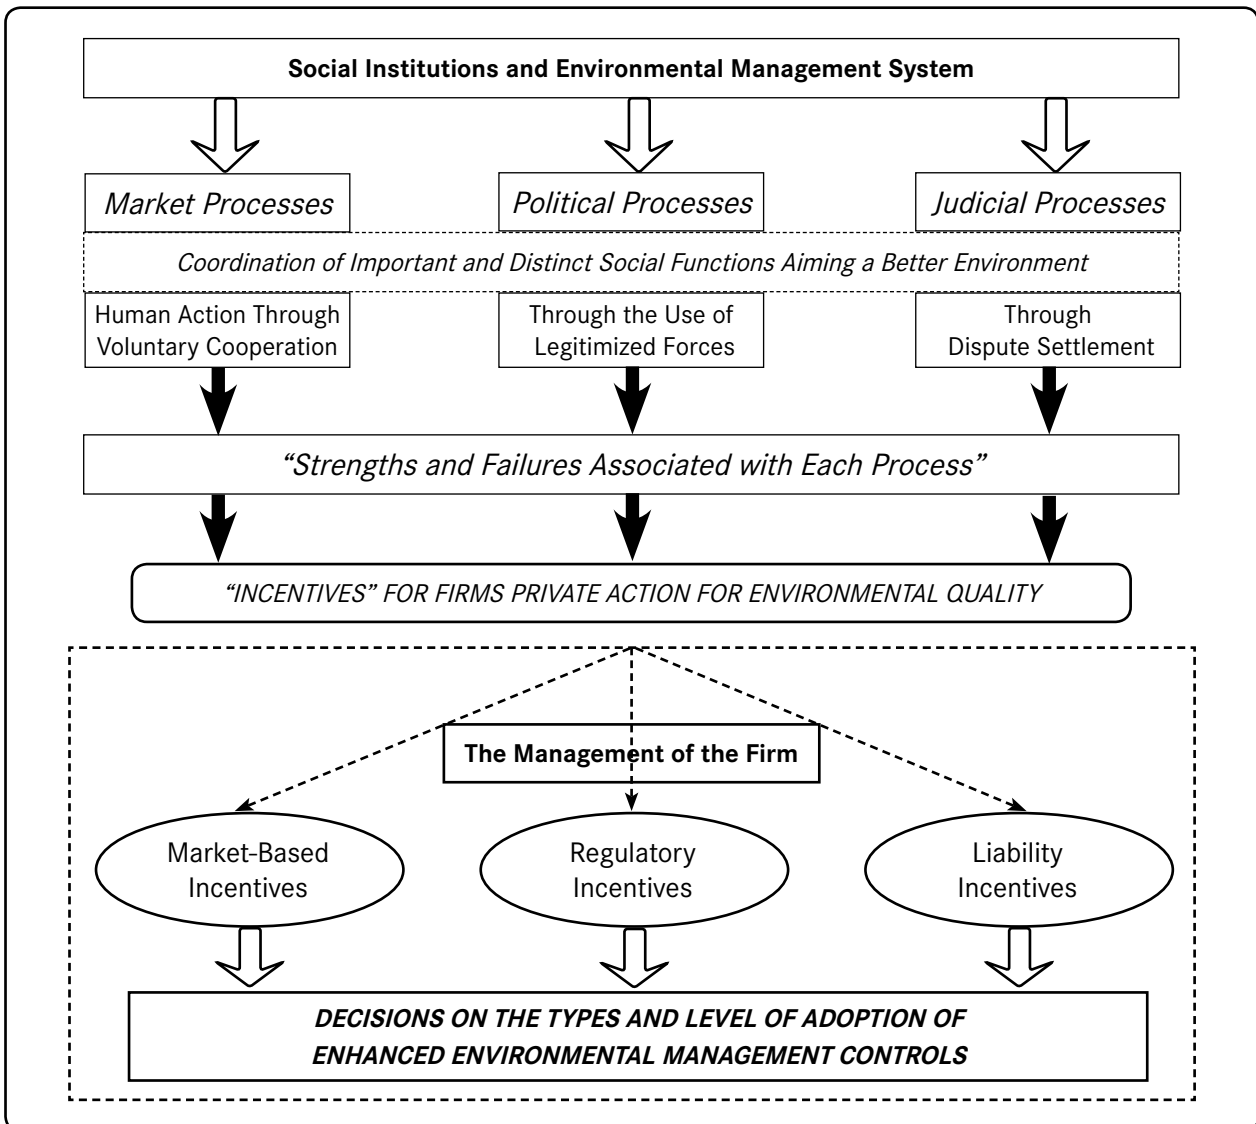 Social Institutions and Environmental Management System
Market Processes
Political Processes
Judicial Processes
Coordination of Important and Distinct Social Functions Aiming a Better Environment
Human Action Through
Voluntary Cooperation
Through the Use of
Legitimized Forces
Through
Dispute Settlement
“Strengths and Failures Associated with Each Process”
“INCENTIVES” FOR FIRMS PRIVATE ACTION FOR ENVIRONMENTAL QUALITY
The Management of the Firm
Market-Based
Incentives
Regulatory
Incentives
Liability
Incentives
DECISIONS ON THE TYPES AND LEVEL OF ADOPTION OF
ENHANCED ENVIRONMENTAL MANAGEMENT CONTROLS